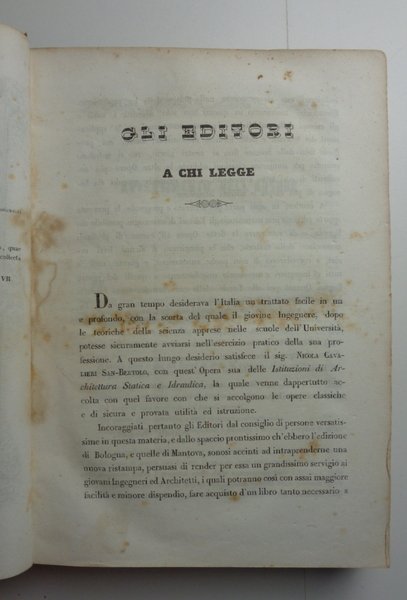 GLI EDITORI
A CHI LEGGE
Da gran tempo desiderava l'Italia un trattato facile in un
e profondo, con la scorta del quale il giovine Ingegnere, dopo
le teoriche della scienza apprese nelle scuole dell'Università,
potesse sicuramente avviarsi nell'esercizio pratico della sua pro-
fessione. A questo lungo desiderio satisfece il sig. NICOLA CAVA-
LIERI SAN-BERTOLO, con quest'Opera sua delle Istituzioni di Ar-
chitettura Statica e Idraulica, la quale venne dappertutto ac-
colta con quel favore con che si accolgono le opere classiche
e di sicura e provata utilità ed istruzione.
Incoraggiati pertanto gli Editori dal consiglio di persone versatis-
sime in questa materia, e dallo spaccio prontissimo ch'ebbero l'edizione
di Bologna, e quelle di Mantova, sonosi accinti ad intraprenderne una
nuova ristampa, persuasi di render per essa un grandissimo servigio ai
giovani Ingegneri ed Architetti, i quali potranno così con assai maggiore
facilità e minore dispendio, fare acquisto d'un libro tanto necessario a
quae
collecta
VII